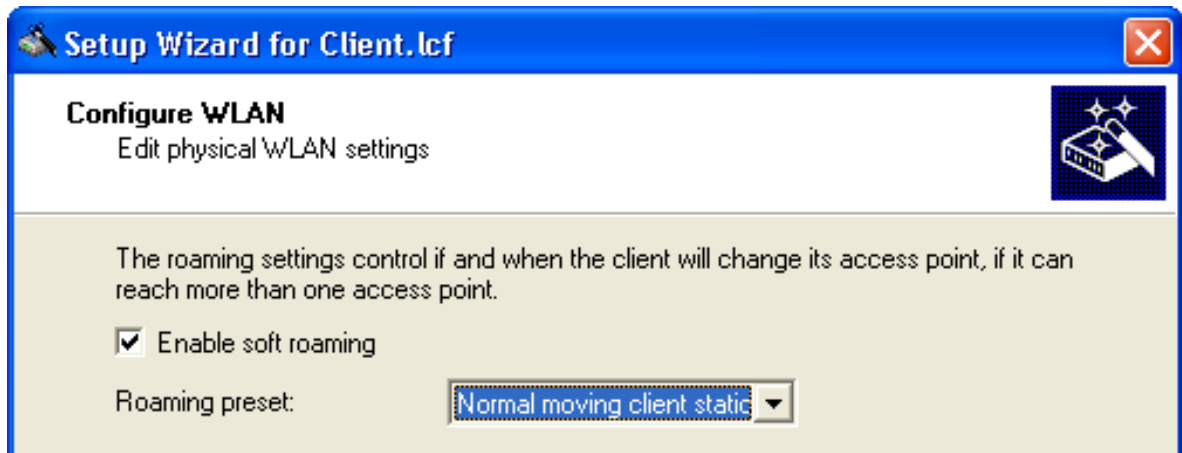 Setup Wizard for Client.lcf
Configure WLAN
Edit physical WLAN settings
The roaming settings control if and when the client will change its access point, if it can
reach more than one access point.
Enable soft roaming
Roaming preset: Normal moving client static